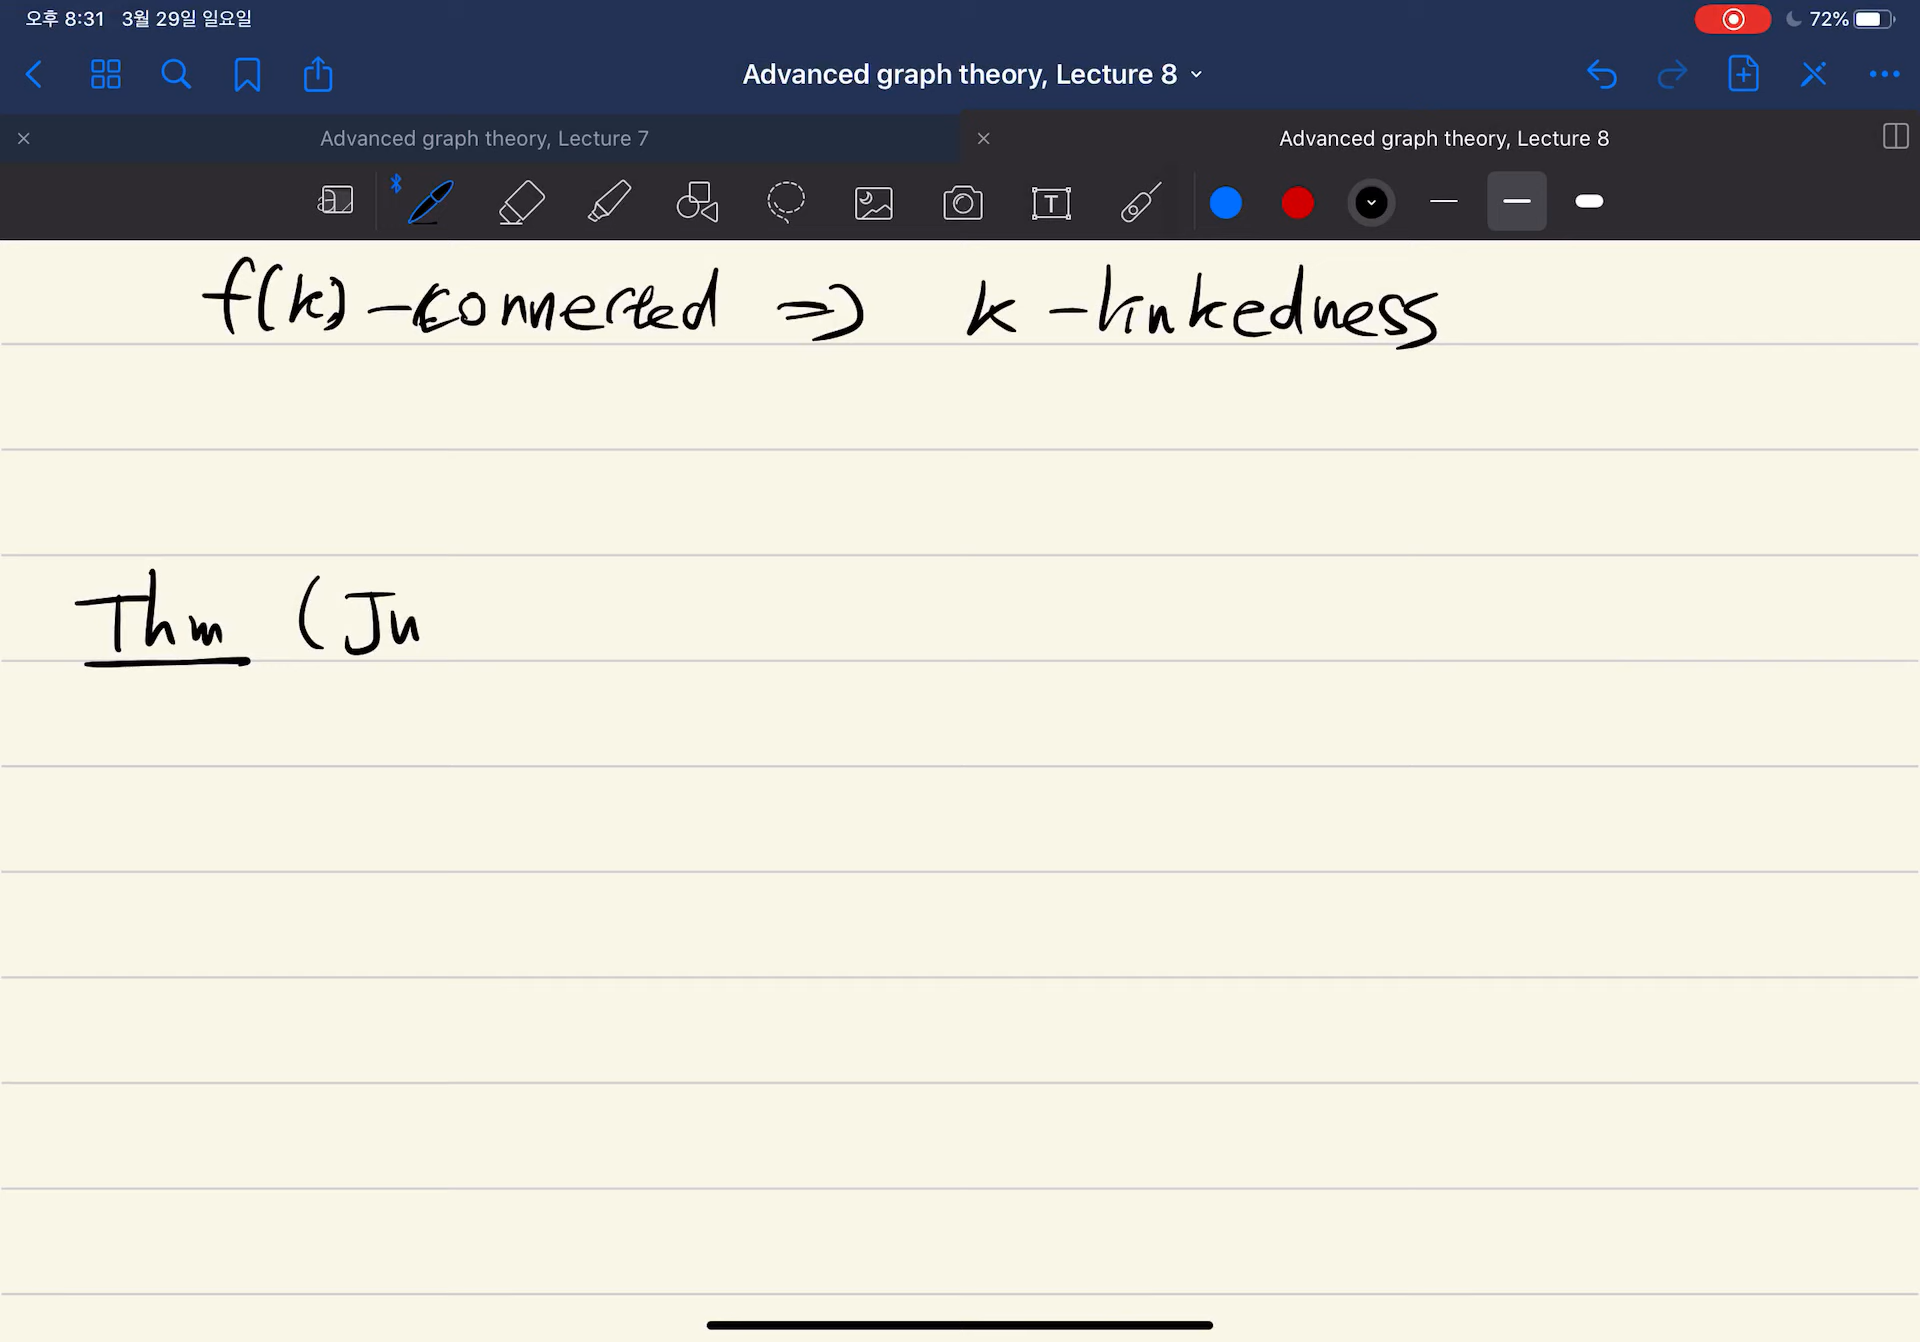 오후 8:31 3월 29일 일요일 72%
Advanced graph theory, Lecture 8
Advanced graph theory, Lecture 7 Advanced graph theory, Lecture 8
f(k)-connected ⇒ k-linkedness
Thm (Ju